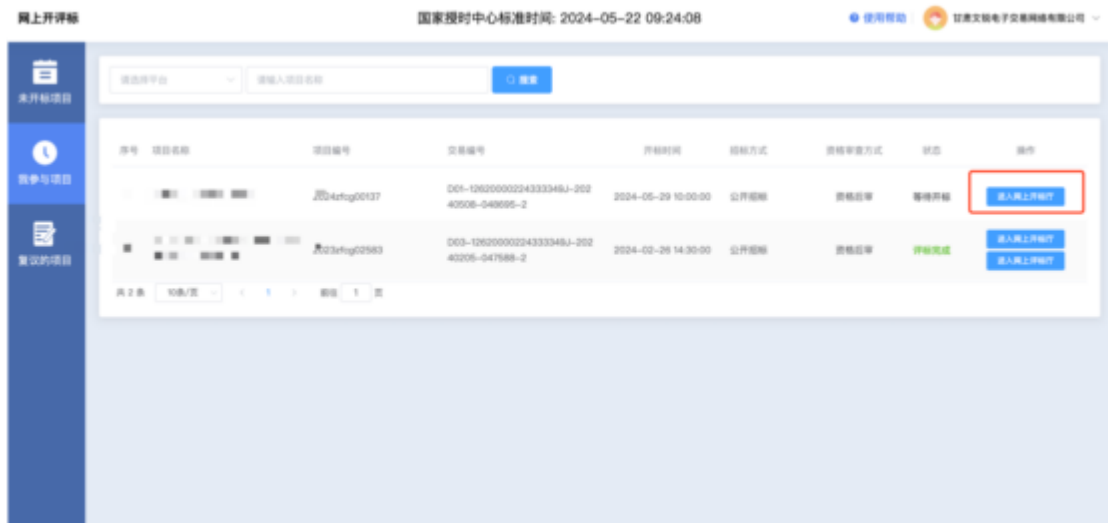 网上开评标
国家授时中心标准时间: 2024-05-22 09:24:08
使用帮助
甘肃文锐电子交易网络有限公司
未开标项目
我参与项目
复议的项目
请选择平台
请输入项目名称
搜索
序号 项目名称 项目编号 交易编号 开标时间 招标方式 资格审查方式 状态 操作
2024zfcg00137
D01-12620000224333349J-202
40508-048695-2
2024-05-29 10:00:00 公开招标 资格后审 等待开标
进入网上开标厅
2023zfcg02583
D03-12620000224333349J-202
40205-047588-2
2024-02-26 14:30:00 公开招标 资格后审 评标完成
进入网上开标厅
进入网上评标厅
共 2 条 10条/页 1 前往 1 页